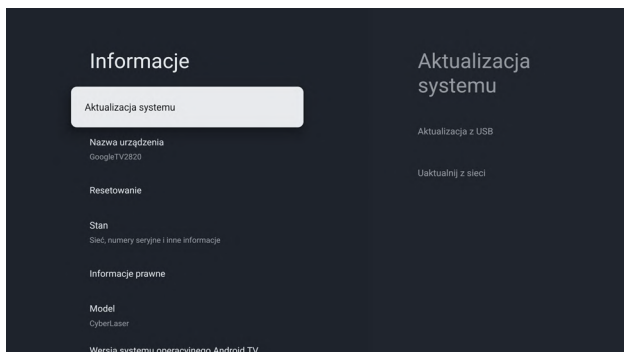 Informacje
Aktualizacja systemu
Nazwa urządzenia
GoogleTV2820
Resetowanie
Stan
Sieć, numery seryjne i inne informacje
Informacje prawne
Model
CyberLaser
Wersja systemu operacyjnego Android TV
Aktualizacja
systemu
Aktualizacja z USB
Uaktualnij z sieci